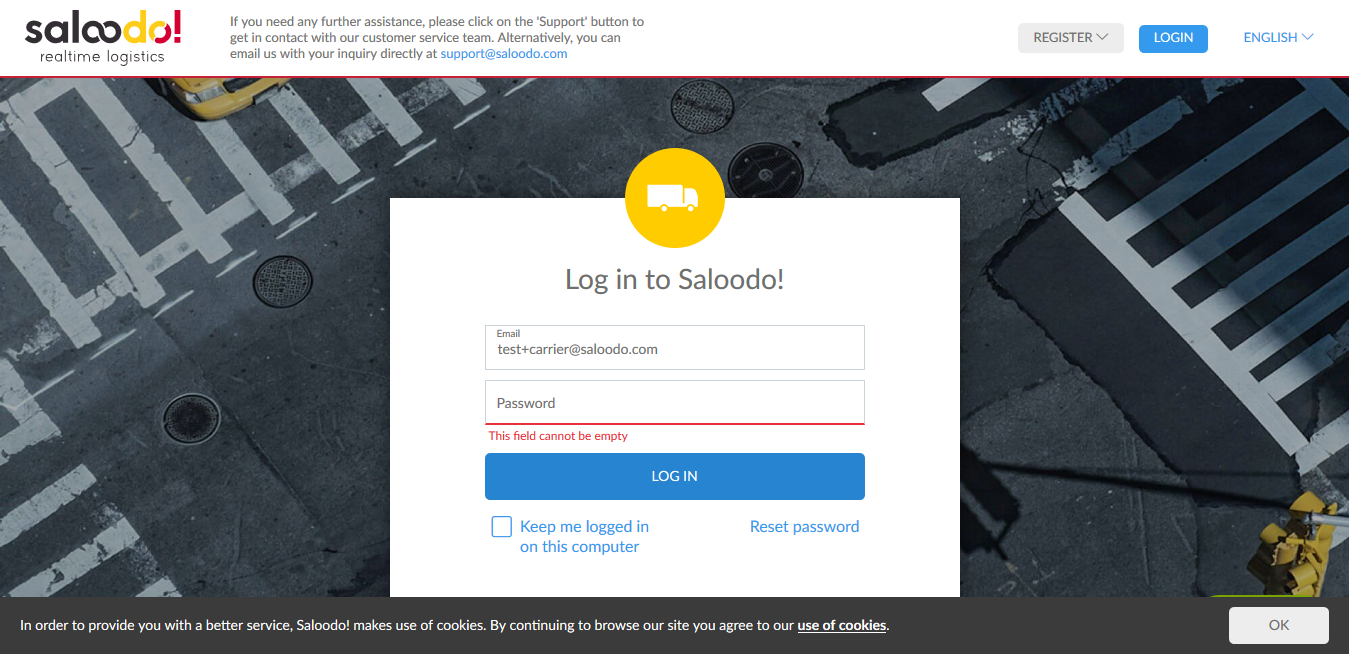 saloodo!
realtime logistics
If you need any further assistance, please click on the 'Support' button to
get in contact with our customer service team. Alternatively, you can
email us with your inquiry directly at support@saloodo.com
REGISTER
LOGIN
ENGLISH
Log in to Saloodo!
Email
test+carrier@saloodo.com
Password
This field cannot be empty
LOG IN
Keep me logged in
on this computer
Reset password
In order to provide you with a better service, Saloodo! makes use of cookies. By continuing to browse our site you agree to our use of cookies.
OK